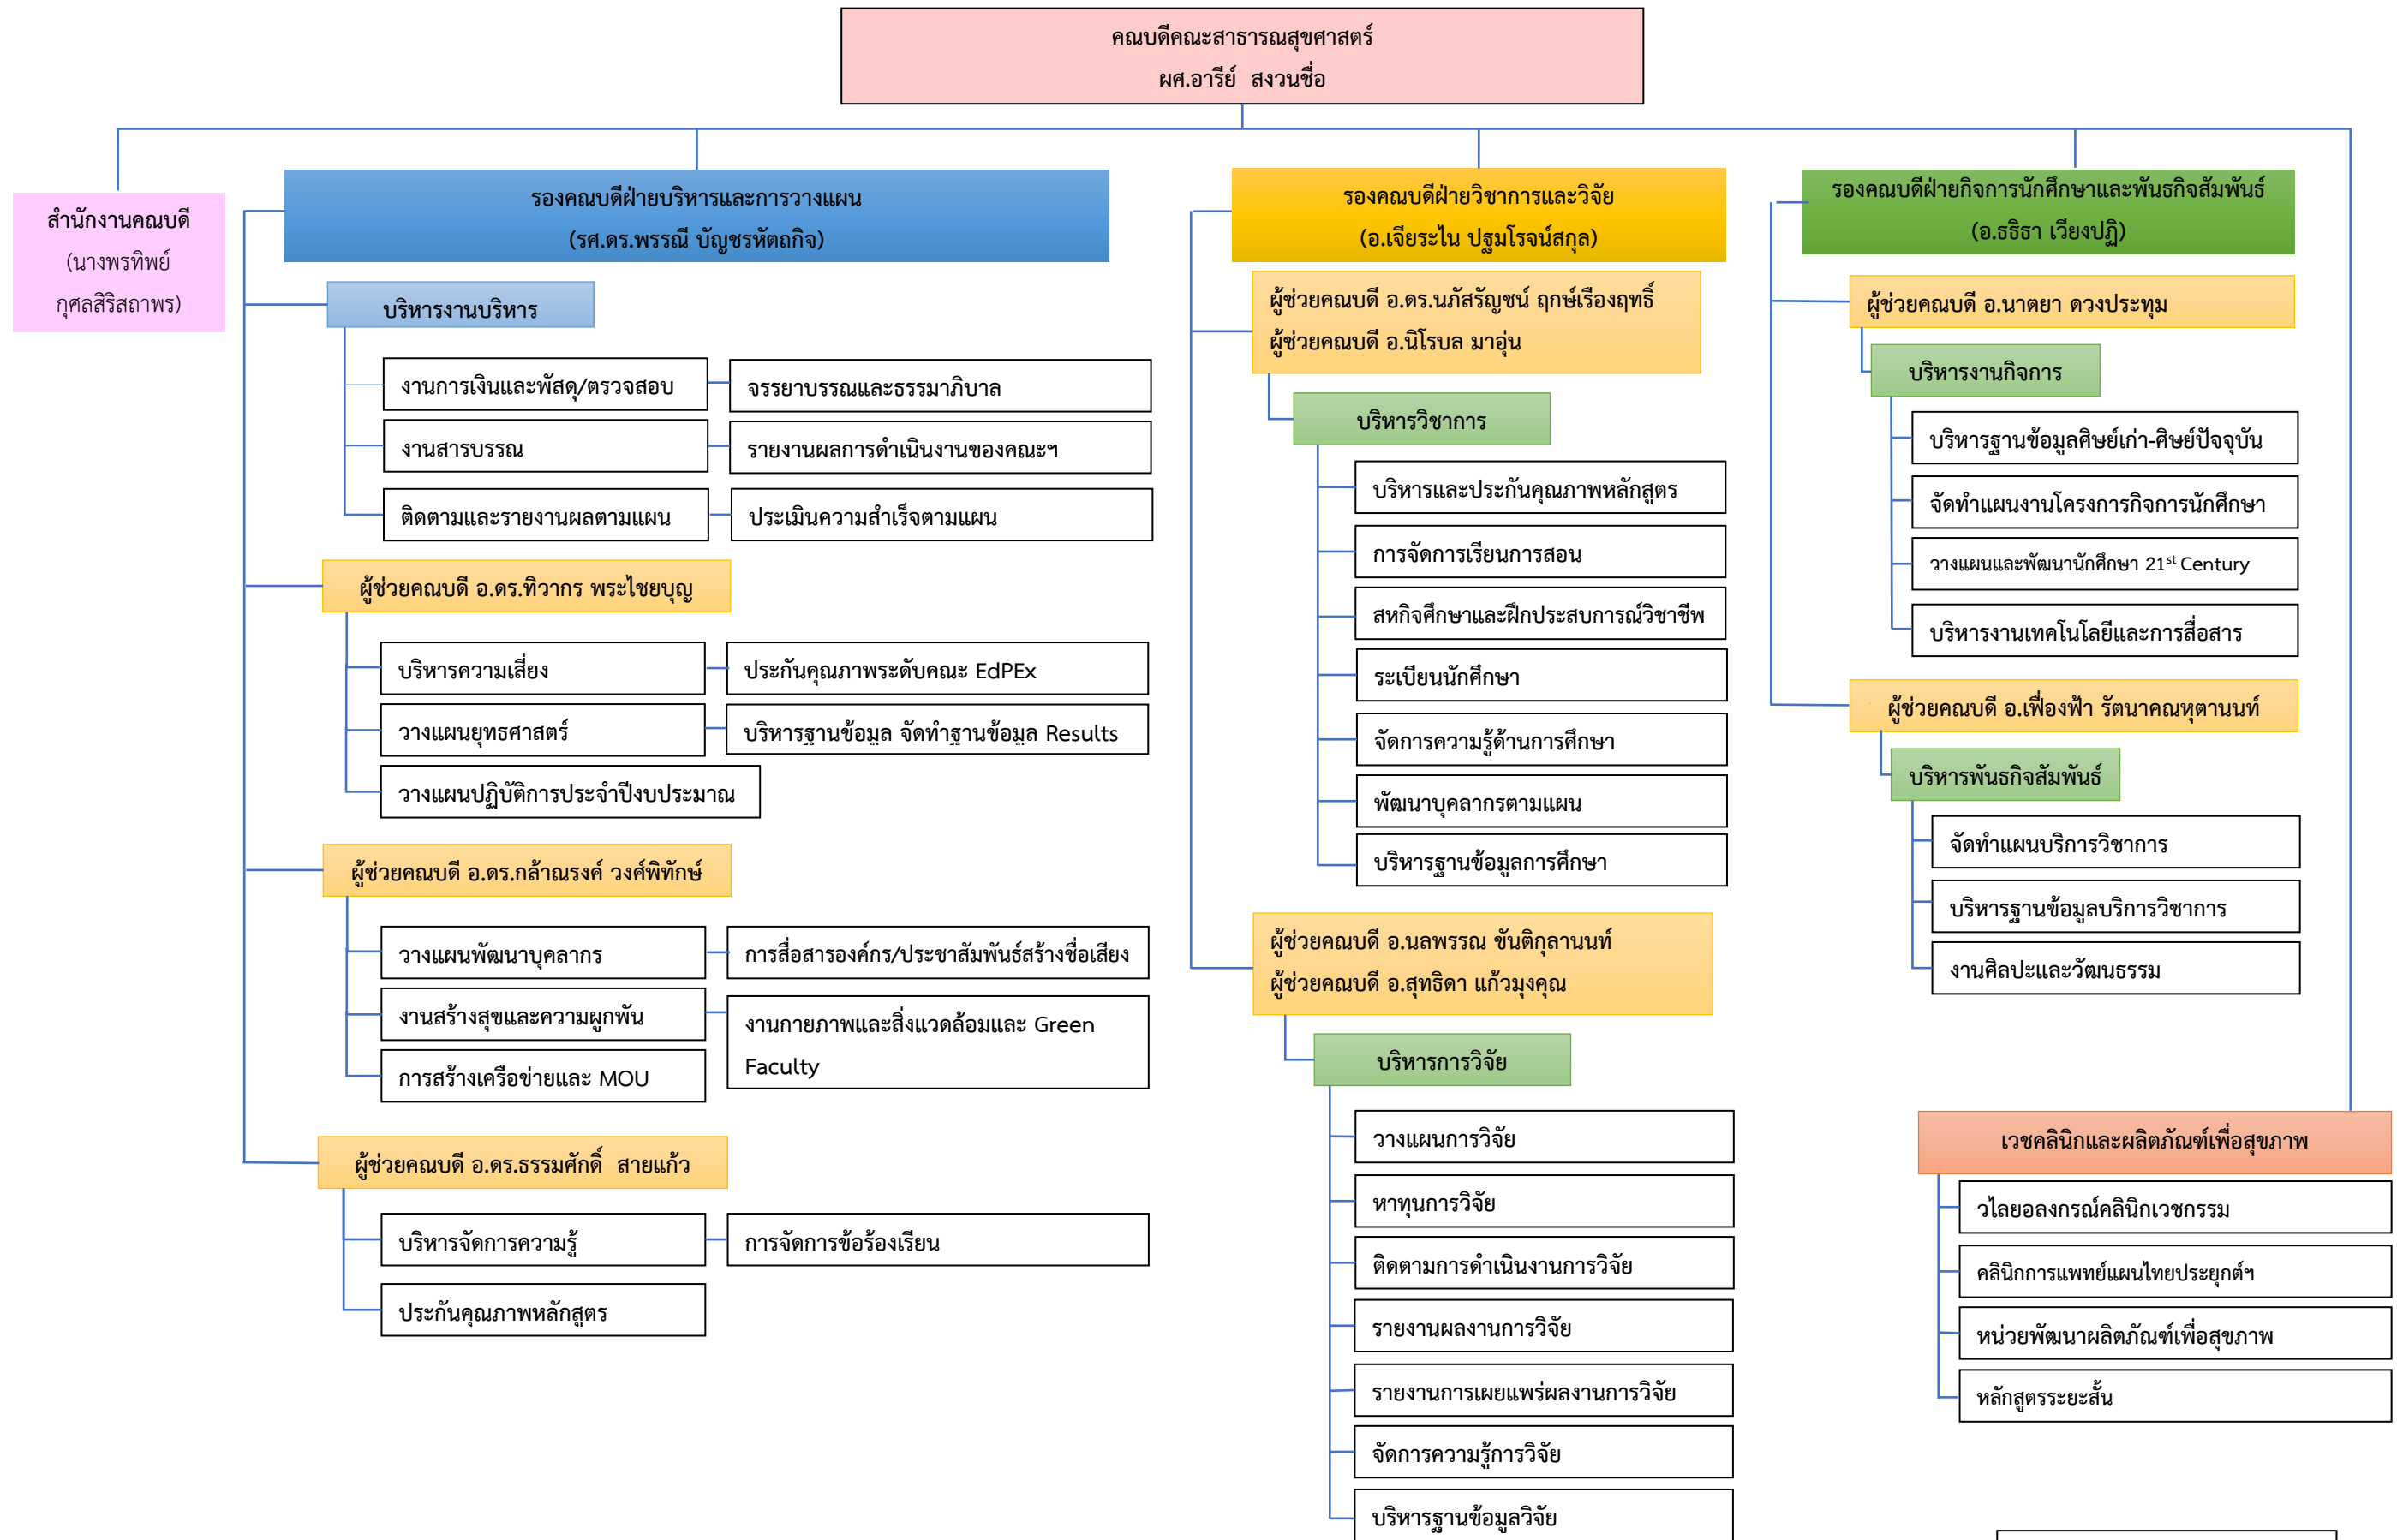 คณบดีคณะสาธารณสุขศาสตร์
ผศ.อารีย์ สงวนชื่อ
สำนักงานคณบดี
(นางพรทิพย์
กุศลสิริสถาพร)
รองคณบดีฝ่ายบริหารและการวางแผน
(รศ.ดร.พรรณี บัญชรหัตถกิจ)
บริหารงานบริหาร
งานการเงินและพัสดุ/ตรวจสอบ
จรรยาบรรณและธรรมาภิบาล
งานสารบรรณ
รายงานผลการดำเนินงานของคณะฯ
ติดตามและรายงานผลตามแผน
ประเมินความสำเร็จตามแผน
ผู้ช่วยคณบดี อ.ดร.ทิวากร พระไชยบุญ
บริหารความเสี่ยง
ประกันคุณภาพระดับคณะ EdPEx
วางแผนยุทธศาสตร์
บริหารฐานข้อมูล จัดทำฐานข้อมูล Results
วางแผนปฏิบัติการประจำปีงบประมาณ
ผู้ช่วยคณบดี อ.ดร.กล้าณรงค์ วงศ์พิทักษ์
วางแผนพัฒนาบุคลากร
การสื่อสารองค์กร/ประชาสัมพันธ์สร้างชื่อเสียง
งานสร้างสุขและความผูกพัน
งานกายภาพและสิ่งแวดล้อมและ Green
Faculty
การสร้างเครือข่ายและ MOU
ผู้ช่วยคณบดี อ.ดร.ธรรมศักดิ์ สายแก้ว
บริหารจัดการความรู้
การจัดการข้อร้องเรียน
ประกันคุณภาพหลักสูตร
รองคณบดีฝ่ายวิชาการและวิจัย
(อ.เจียระไน ปฐมโรจน์สกุล)
ผู้ช่วยคณบดี อ.ดร.นภัสรัญชน์ ฤกษ์เรืองฤทธิ์
ผู้ช่วยคณบดี อ.นิโรบล มาอุ่น
บริหารวิชาการ
บริหารและประกันคุณภาพหลักสูตร
การจัดการเรียนการสอน
สหกิจศึกษาและฝึกประสบการณ์วิชาชีพ
ระเบียนนักศึกษา
จัดการความรู้ด้านการศึกษา
พัฒนาบุคลากรตามแผน
บริหารฐานข้อมูลการศึกษา
ผู้ช่วยคณบดี อ.นลพรรณ ขันติกุลานนท์
ผู้ช่วยคณบดี อ.สุทธิดา แก้วมุงคุณ
บริหารการวิจัย
วางแผนการวิจัย
หาทุนการวิจัย
ติดตามการดำเนินงานการวิจัย
รายงานผลงานการวิจัย
รายงานการเผยแพร่ผลงานการวิจัย
จัดการความรู้การวิจัย
บริหารฐานข้อมูลวิจัย
รองคณบดีฝ่ายกิจการนักศึกษาและพันธกิจสัมพันธ์
(อ.ธธิธา เวียงปฏิ)
ผู้ช่วยคณบดี อ.นาตยา ดวงประทุม
บริหารงานกิจการ
บริหารฐานข้อมูลศิษย์เก่า-ศิษย์ปัจจุบัน
จัดทำแผนงานโครงการกิจการนักศึกษา
วางแผนและพัฒนานักศึกษา 21st Century
บริหารงานเทคโนโลยีและการสื่อสาร
ผู้ช่วยคณบดี อ.เฟื่องฟ้า รัตนาคณหุตานนท์
บริหารพันธกิจสัมพันธ์
จัดทำแผนบริการวิชาการ
บริหารฐานข้อมูลบริการวิชาการ
งานศิลปะและวัฒนธรรม
เวชคลินิกและผลิตภัณฑ์เพื่อสุขภาพ
วไลยอลงกรณ์คลินิกเวชกรรม
คลินิกการแพทย์แผนไทยประยุกต์ฯ
หน่วยพัฒนาผลิตภัณฑ์เพื่อสุขภาพ
หลักสูตรระยะสั้น